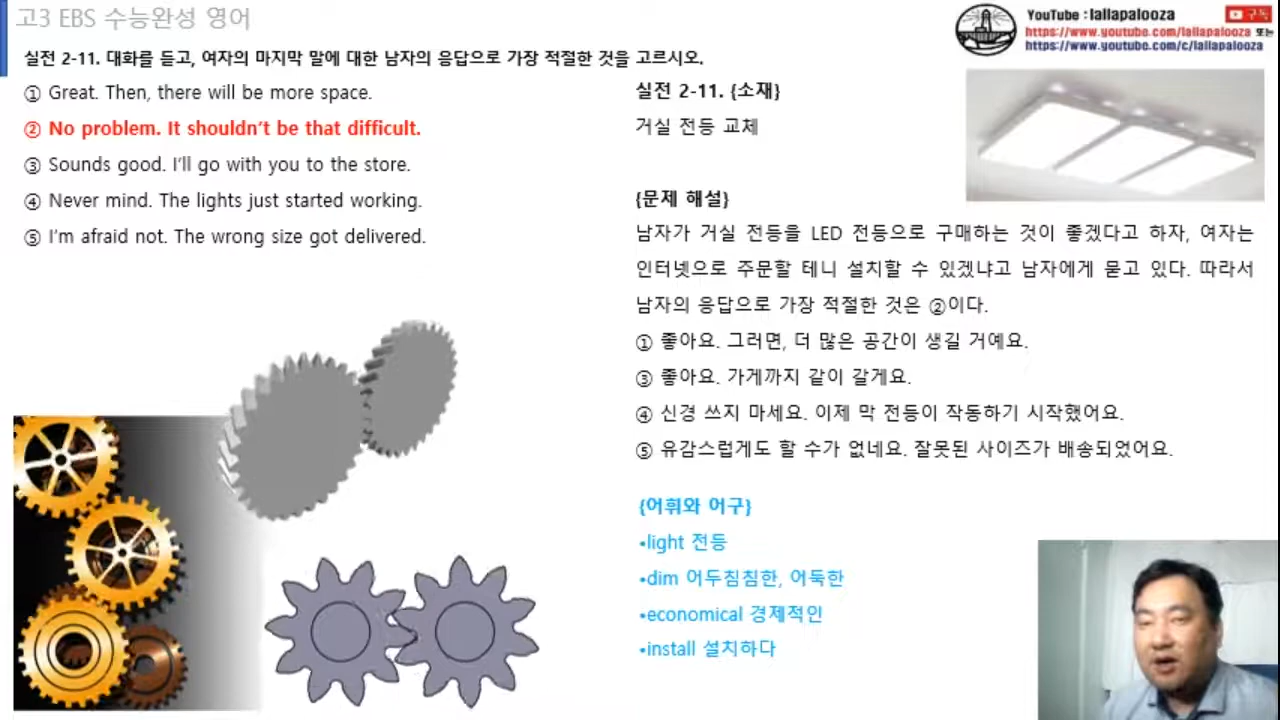 고3 EBS 수능완성 영어
YouTube : lallapalooza
구독
https://www.youtube.com/lallapalooza 또는
https://www.youtube.com/c/lallapalooza
실전 2-11. 대화를 듣고, 여자의 마지막 말에 대한 남자의 응답으로 가장 적절한 것을 고르시오.
① Great. Then, there will be more space.
② No problem. It shouldn't be that difficult.
③ Sounds good. I'll go with you to the store.
④ Never mind. The lights just started working.
⑤ I'm afraid not. The wrong size got delivered.
실전 2-11. {소재}
거실 전등 교체
{문제 해설}
남자가 거실 전등을 LED 전등으로 구매하는 것이 좋겠다고 하자, 여자는
인터넷으로 주문할 테니 설치할 수 있겠냐고 남자에게 묻고 있다. 따라서
남자의 응답으로 가장 적절한 것은 ②이다.
① 좋아요. 그러면, 더 많은 공간이 생길 거예요.
③ 좋아요. 가게까지 같이 갈게요.
④ 신경 쓰지 마세요. 이제 막 전등이 작동하기 시작했어요.
⑤ 유감스럽게도 할 수가 없네요. 잘못된 사이즈가 배송되었어요.
{어휘와 어구}
•light 전등
•dim 어두침침한, 어둑한
•economical 경제적인
•install 설치하다